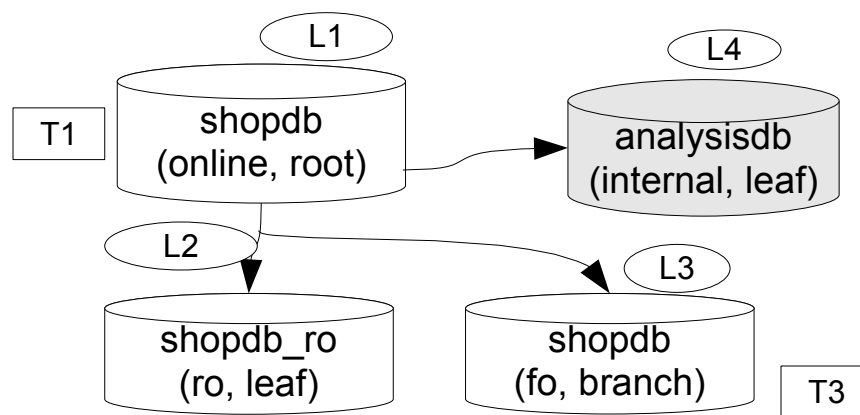 L1
L4
T1
shopdb
(online, root)
analysisdb
(internal, leaf)
L2
L3
shopdb_ro
(ro, leaf)
shopdb
(fo, branch)
T3